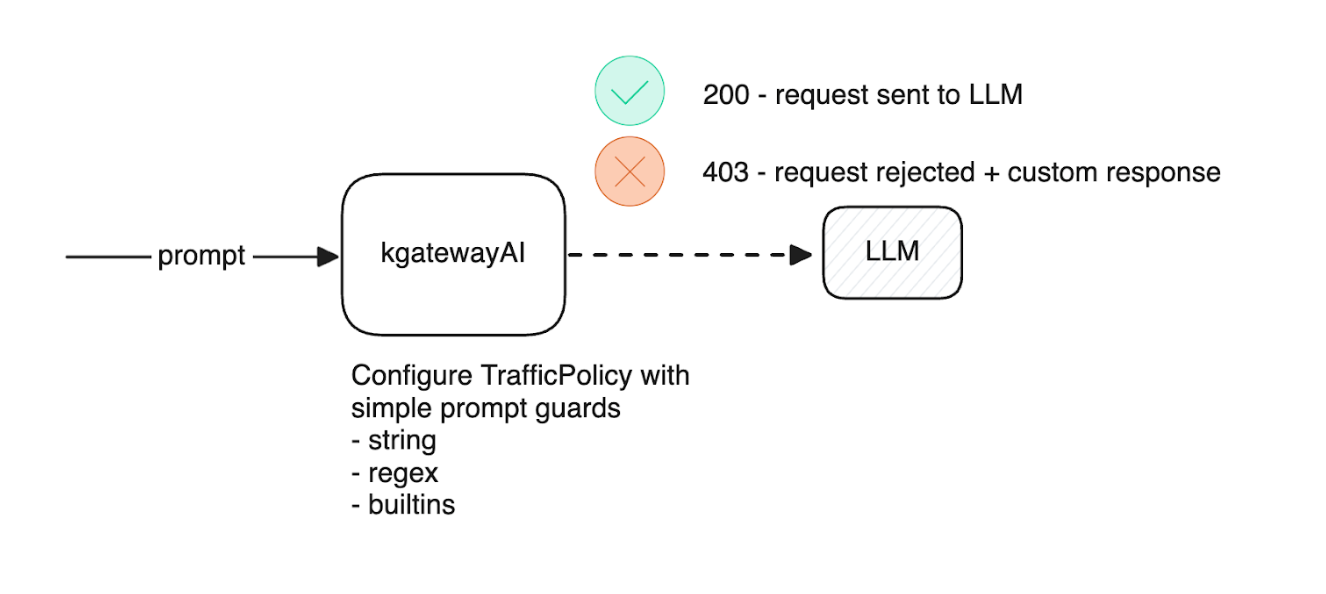 200 - request sent to LLM
403 - request rejected + custom response
prompt
kgatewayAI
LLM
Configure TrafficPolicy with
simple prompt guards
- string
- regex
- builtins